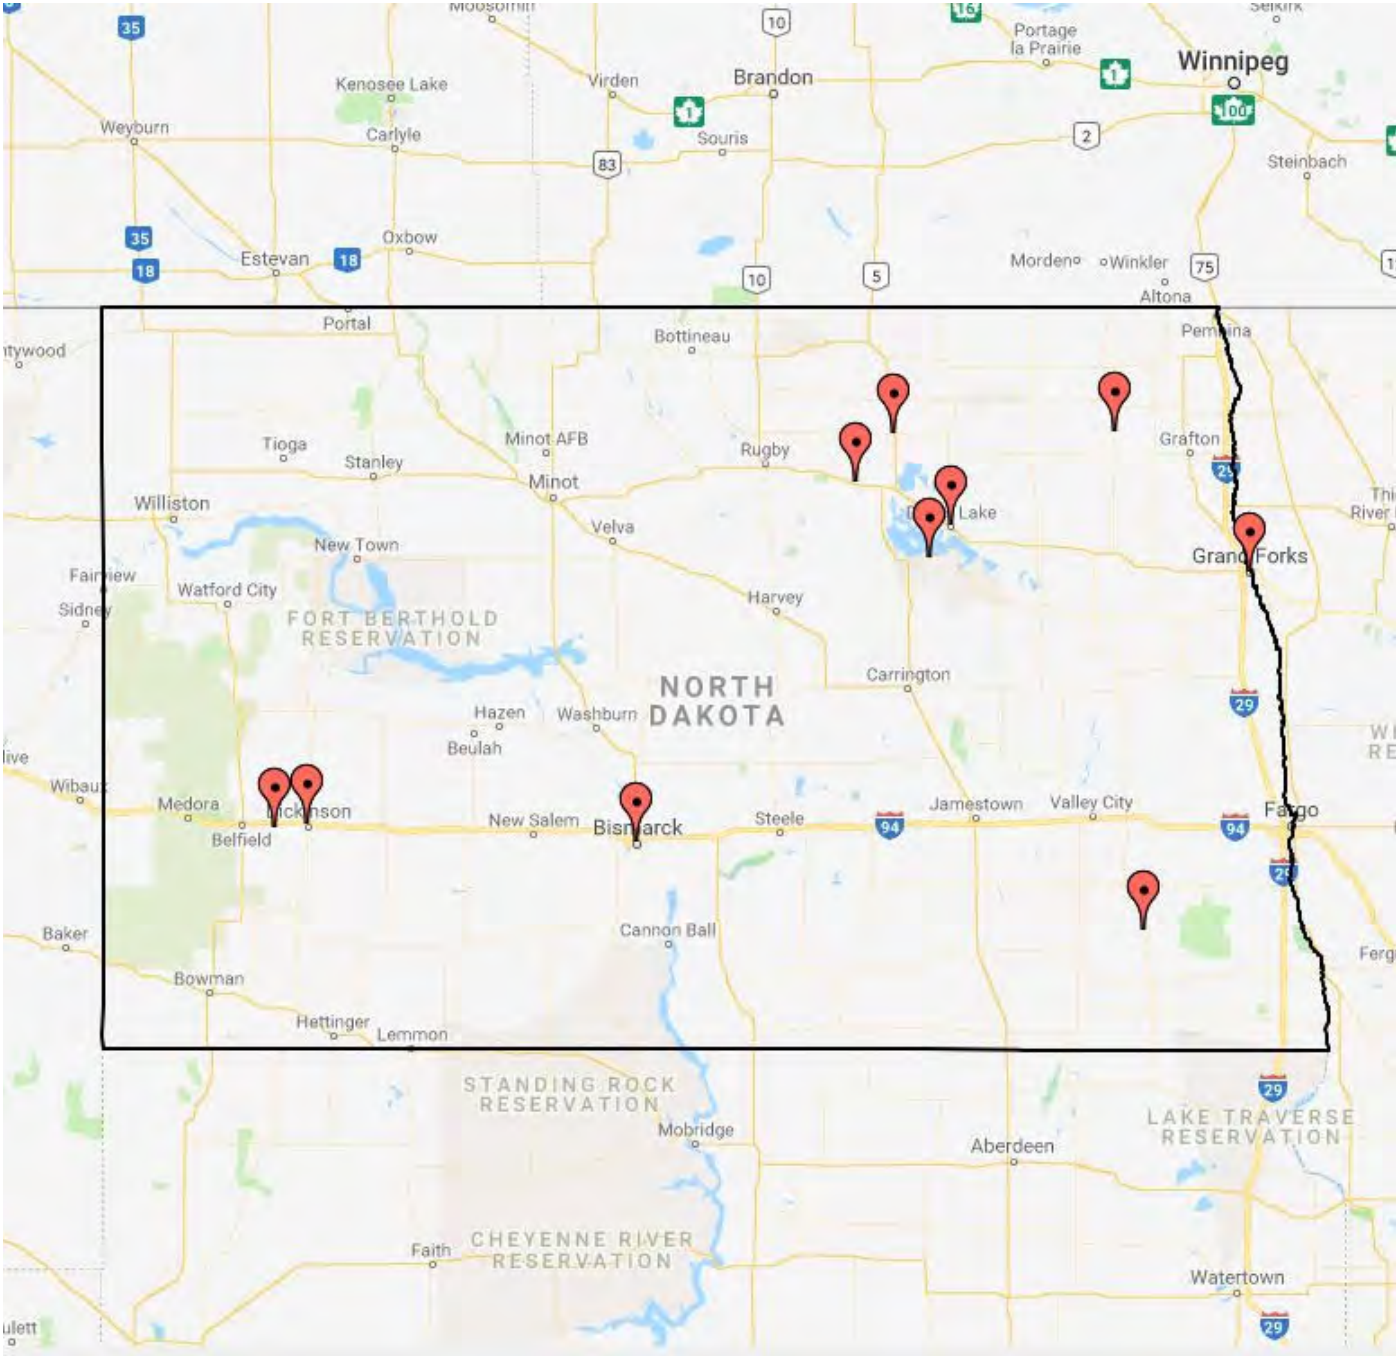 Moosomin
16
Selkirk
35
10
Portage
la Prairie
Winnipeg
Kenosee Lake
Virden
Brandon
1
1
100
Weyburn
Carlyle
Souris
2
83
Steinbach
35
Oxbow
Estevan
18
18
10
5
Morden
Winkler
75
Altona
Portal
Bottineau
Pembina
ntywood
Tioga
Stanley
Minot AFB
Rugby
Grafton
29
Minot
Williston
Velva
Lake
River
New Town
Grand Forks
Fairview
Sidney
Watford City
FORT BERTHOLD
RESERVATION
Harvey
Carrington
NORTH
DAKOTA
29
Hazen
Washburn
Beulah
Wibaux
Medora
Dickinson
Belfield
New Salem
Bismarck
Steele
94
Jamestown
Valley City
94
Fargo
29
Baker
Cannon Ball
Bowman
Hettinger
Lemmon
STANDING ROCK
RESERVATION
29
LAKE TRAVERSE
RESERVATION
Mobridge
Aberdeen
CHEYENNE RIVER
RESERVATION
Faith
Watertown
29
ulett